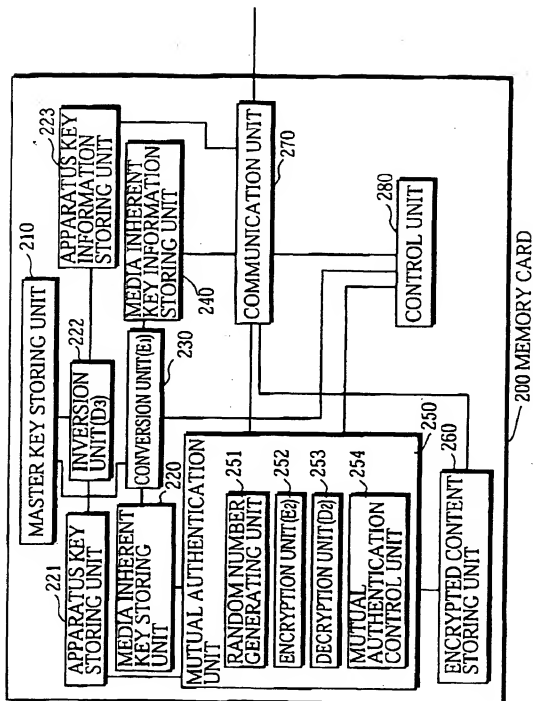 210
MASTER KEY STORING UNIT
223
APPARATUS KEY
INFORMATION
STORING UNIT
222
INVERSION
UNIT(D3)
221
APPARATUS KEY
STORING UNIT
MEDIA INHERENT
KEY INFORMATION
STORING UNIT
240
230
CONVERSION UNIT(E1)
220
MEDIA INHERENT
KEY STORING
UNIT
COMMUNICATION UNIT
270
MUTUAL AUTHENTICATION
UNIT
251
RANDOM NUMBER
GENERATING UNIT
252
ENCRYPTION UNIT(E2)
253
DECRYPTION UNIT(D2)
254
MUTUAL
AUTHENTICATION
CONTROL UNIT
250
280
CONTROL UNIT
260
ENCRYPTED CONTENT
STORING UNIT
200 MEMORY CARD